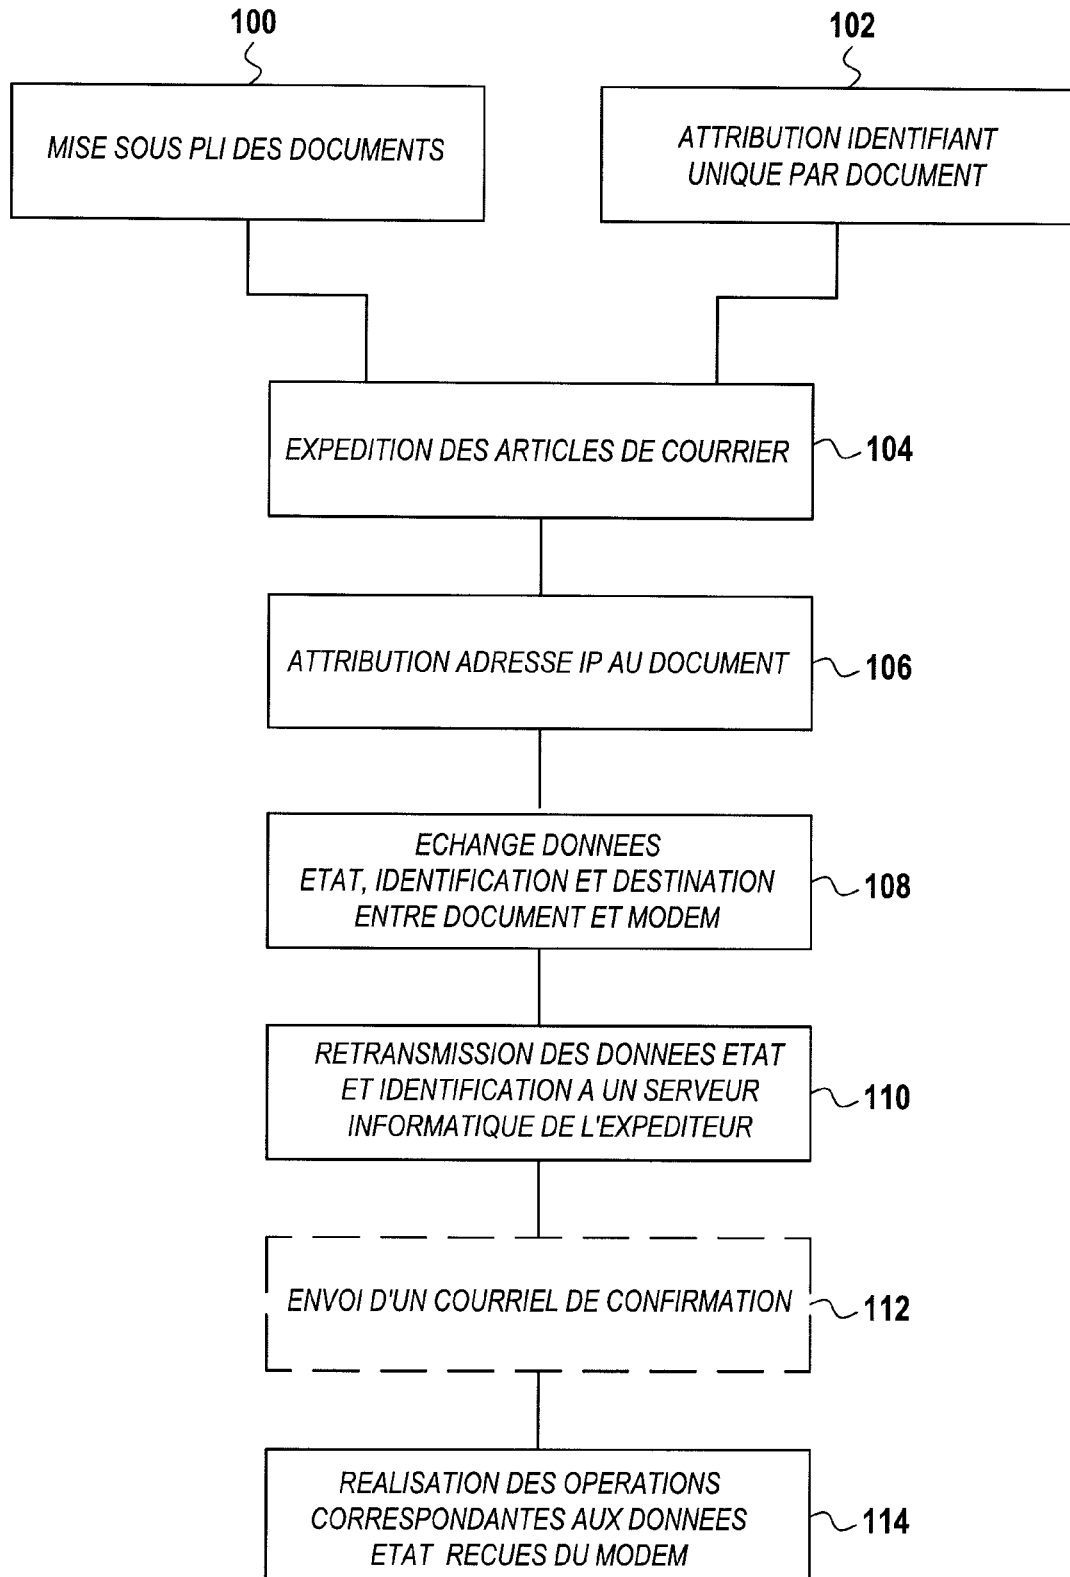 100
102
MISE SOUS PLI DES DOCUMENTS
ATTRIBUTION IDENTIFIANT
UNIQUE PAR DOCUMENT
EXPEDITION DES ARTICLES DE COURRIER
104
ATTRIBUTION ADRESSE IP AU DOCUMENT
106
ECHANGE DONNEES
ETAT, IDENTIFICATION ET DESTINATION
ENTRE DOCUMENT ET MODEM
108
RETRANSMISSION DES DONNEES ETAT
ET IDENTIFICATION A UN SERVEUR
INFORMATIQUE DE L'EXPEDITEUR
110
ENVOI D'UN COURRIEL DE CONFIRMATION
112
REALISATION DES OPERATIONS
CORRESPONDANTES AUX DONNEES
ETAT RECUES DU MODEM
114